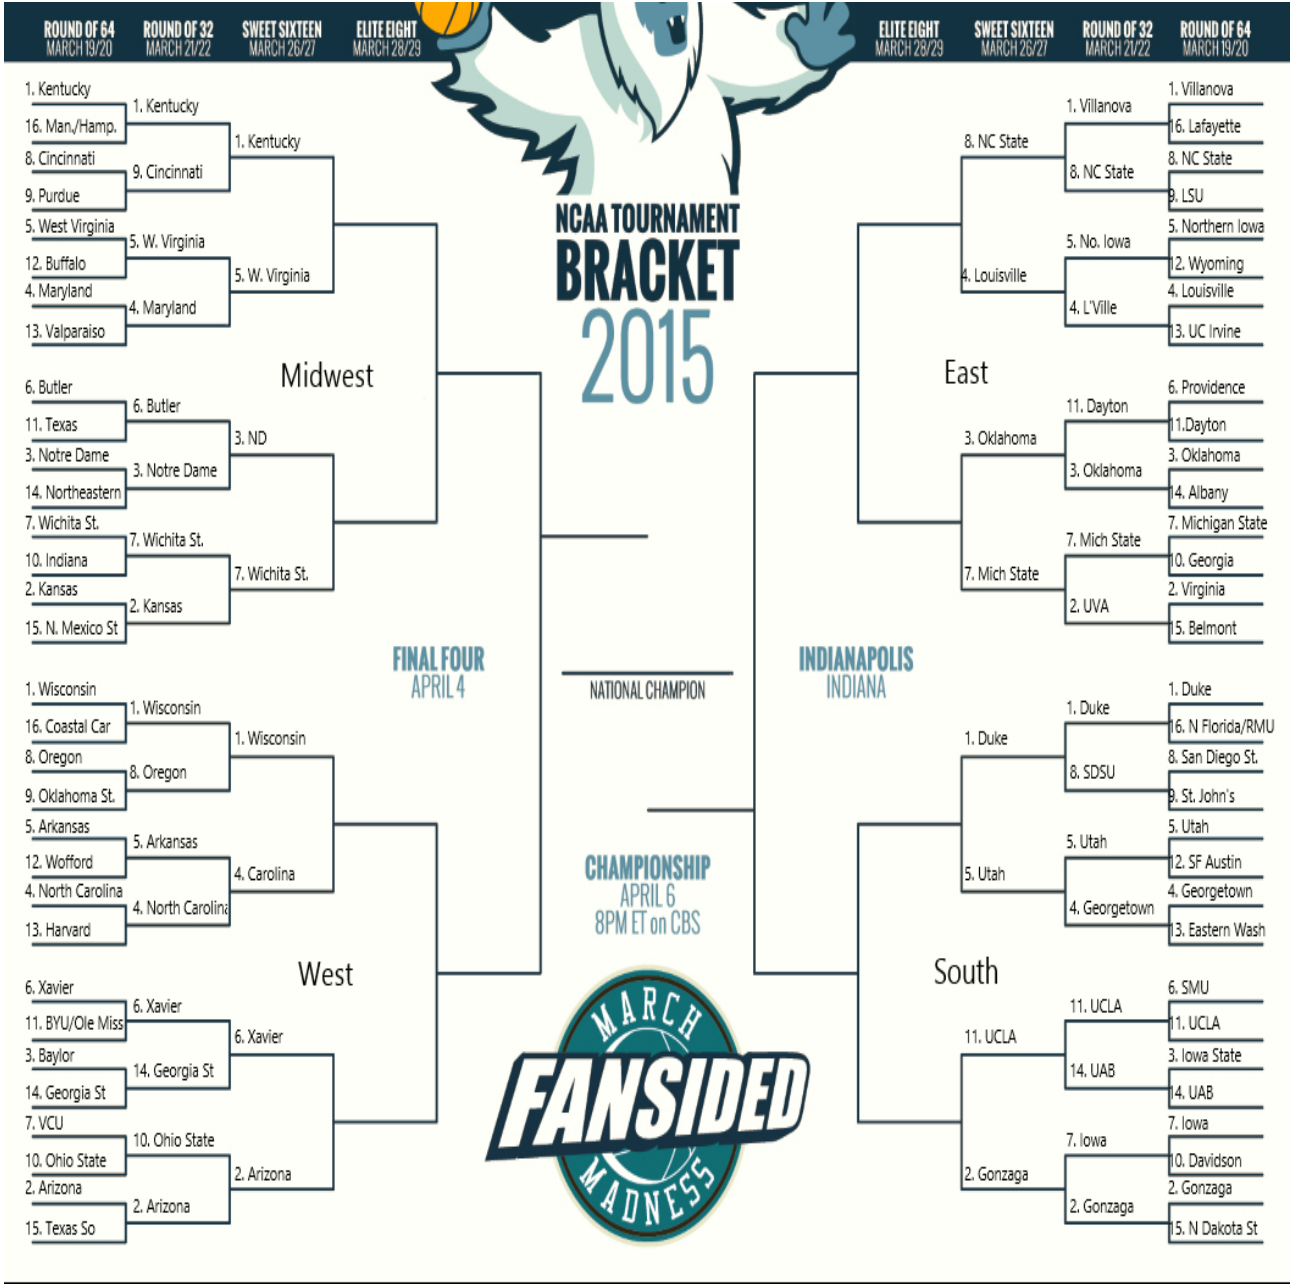 ROUND OF 64
MARCH 19/20
ROUND OF 32
MARCH 21/22
SWEET SIXTEEN
MARCH 26/27
ELITE EIGHT
MARCH 28/29
ELITE EIGHT
MARCH 28/29
SWEET SIXTEEN
MARCH 26/27
ROUND OF 32
MARCH 21/22
ROUND OF 64
MARCH 19/20
NCAA TOURNAMENT
BRACKET
2015
1. Kentucky
16. Man./Hamp.
8. Cincinnati
9. Purdue
5. West Virginia
12. Buffalo
4. Maryland
13. Valparaiso
6. Butler
11. Texas
3. Notre Dame
14. Northeastern
7. Wichita St.
10. Indiana
2. Kansas
15. N. Mexico St
1. Kentucky
9. Cincinnati
5. W. Virginia
4. Maryland
6. Butler
3. Notre Dame
7. Wichita St.
2. Kansas
1. Kentucky
5. W. Virginia
3. ND
7. Wichita St.
Midwest
1. Wisconsin
16. Coastal Car
8. Oregon
9. Oklahoma St.
5. Arkansas
12. Wofford
4. North Carolina
13. Harvard
6. Xavier
11. BYU/Ole Miss
3. Baylor
14. Georgia St
7. VCU
10. Ohio State
2. Arizona
15. Texas So
1. Wisconsin
8. Oregon
5. Arkansas
4. North Carolina
6. Xavier
14. Georgia St
10. Ohio State
2. Arizona
1. Wisconsin
4. Carolina
6. Xavier
2. Arizona
West
FINAL FOUR
APRIL 4
NATIONAL CHAMPION
INDIANAPOLIS
INDIANA
CHAMPIONSHIP
APRIL 6
8PM ET on CBS
MARCH
FANSIDED
MADNESS
8. NC State
4. Louisville
3. Oklahoma
7. Mich State
East
1. Villanova
8. NC State
5. No. Iowa
4. L'Ville
11. Dayton
3. Oklahoma
7. Mich State
2. UVA
1. Villanova
16. Lafayette
8. NC State
9. LSU
5. Northern Iowa
12. Wyoming
4. Louisville
13. UC Irvine
6. Providence
11.Dayton
3. Oklahoma
14. Albany
7. Michigan State
10. Georgia
2. Virginia
15. Belmont
1. Duke
5. Utah
11. UCLA
2. Gonzaga
South
1. Duke
8. SDSU
5. Utah
4. Georgetown
11. UCLA
14. UAB
7. Iowa
2. Gonzaga
1. Duke
16. N Florida/RMU
8. San Diego St.
9. St. John's
5. Utah
12. SF Austin
4. Georgetown
13. Eastern Wash
6. SMU
11. UCLA
3. Iowa State
14. UAB
7. Iowa
10. Davidson
2. Gonzaga
15. N Dakota St